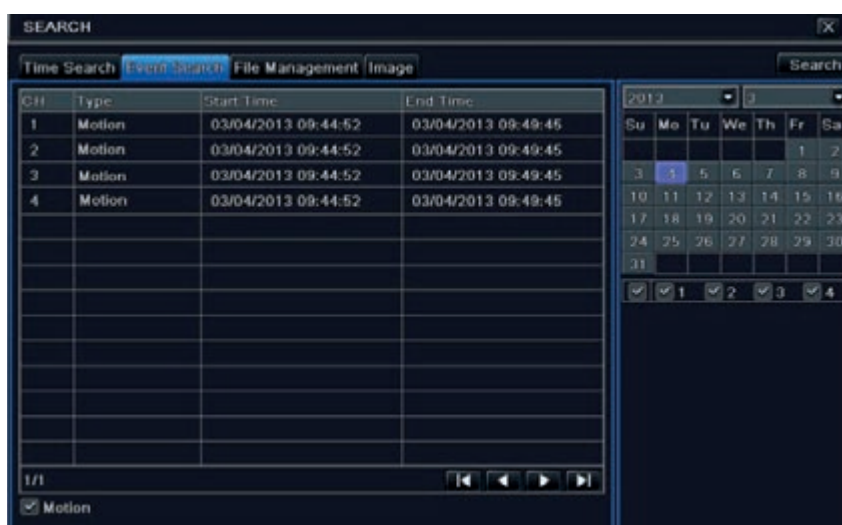 SEARCH
Time Search Event Search File Management Image
Search
CH Type Start Time End Time
1 Motion 03/04/2013 09:44:52 03/04/2013 09:49:45
2 Motion 03/04/2013 09:44:52 03/04/2013 09:49:45
3 Motion 03/04/2013 09:44:52 03/04/2013 09:49:45
4 Motion 03/04/2013 09:44:52 03/04/2013 09:49:45
1/1
Motion
2013 3
Su Mo Tu We Th Fr Sa
1 2
3 4 5 6 7 8 9
10 11 12 13 14 15 16
17 18 19 20 21 22 23
24 25 26 27 28 29 30
31
1 2 3 4